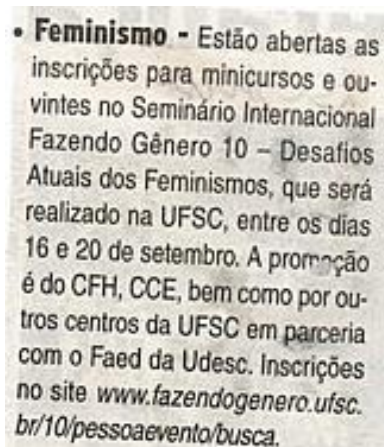 • Feminismo - Estão abertas as
inscrições para minicursos e ou-
vintes no Seminário Internacional
Fazendo Gênero 10 – Desafios
Atuais dos Feminismos, que será
realizado na UFSC, entre os dias
16 e 20 de setembro. A promoção
é do CFH, CCE, bem como por ou-
tros centros da UFSC em parceria
com o Faed da Udesc. Inscrições
no site www.fazendogenero.ufsc.
br/10/pessoaevento/busca.